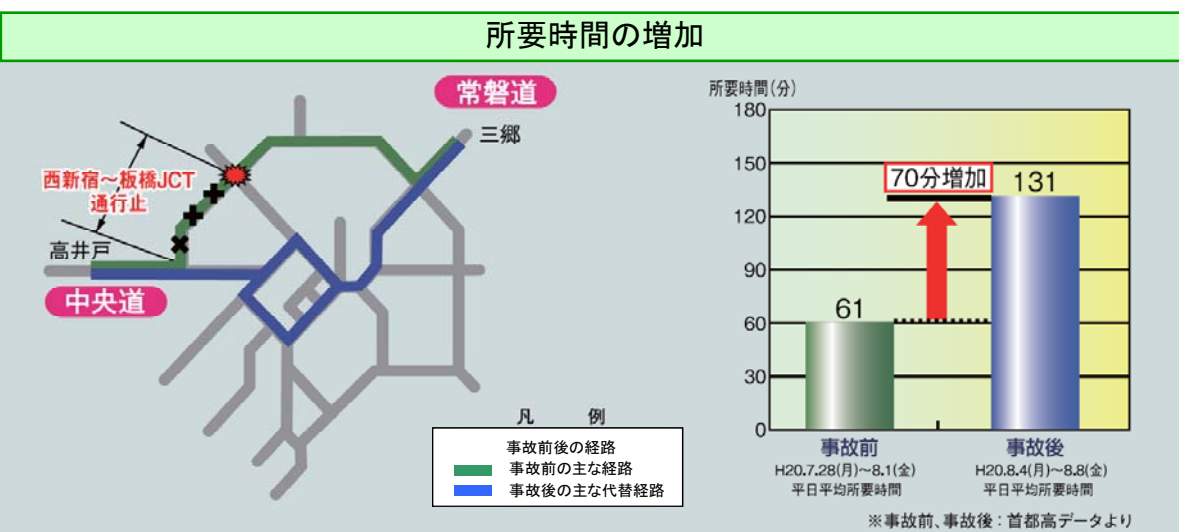 所要時間の増加
常磐道
三郷
西新宿～板橋JCT
通行止
高井戸
中央道
凡 例
事故前後の経路
事故前の主な経路
事故後の主な代替経路
所要時間(分)
180
150
120
90
60
30
0
70分増加
61
131
事故前
H20.7.28(月)～8.1(金)
平日平均所要時間
事故後
H20.8.4(月)～8.8(金)
平日平均所要時間
※事故前、事故後：首都高データより